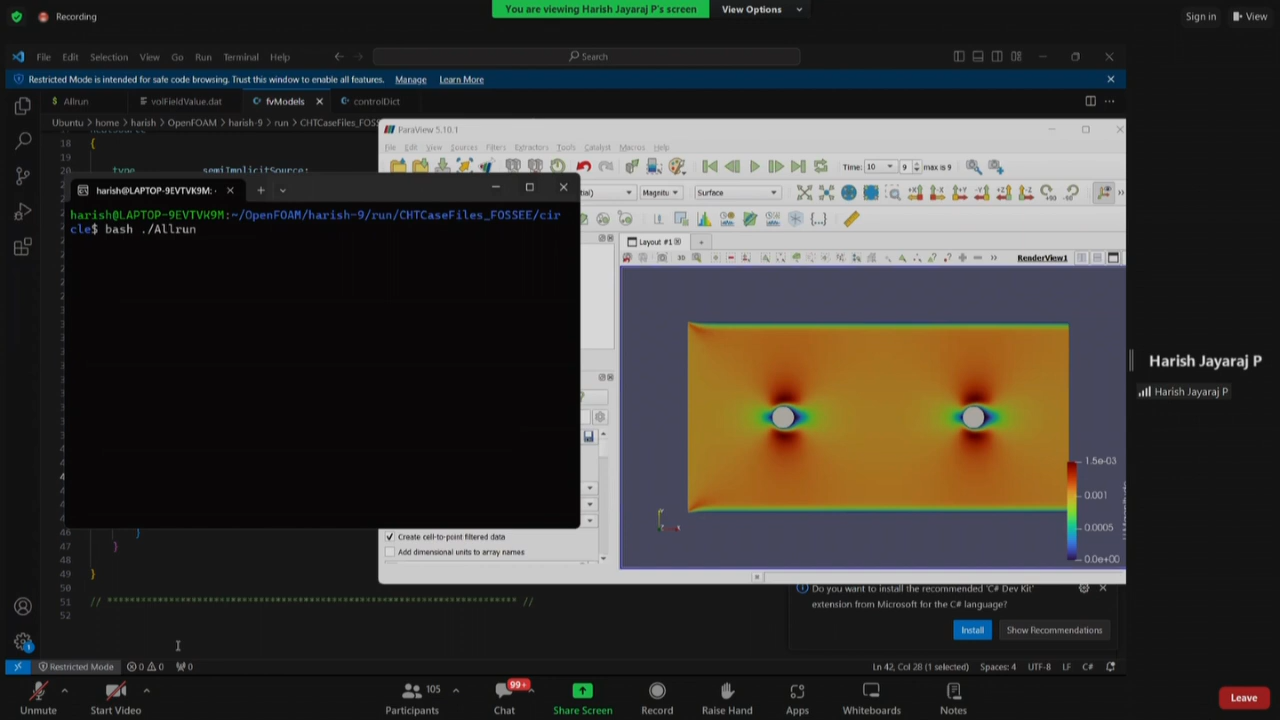 Recording
You are viewing Harish Jayaraj P's screen
View Options
Sign in
View
File Edit Selection View Go Run Terminal Help
Search
Restricted Mode is intended for safe code browsing. Trust this window to enable all features. Manage Learn More
$ Allrun
volFieldValue.dat
fvModels
controlDict
Ubuntu > home > harish > OpenFOAM > harish-9 > run > CHTCaseFiles_FOSS
18 {
19
type semiImplicitSource;
ParaView 5.10.1
File Edit View Sources Filters Extractors Tools Catalyst Macros Help
Time: 10 9 max is 9
Magnitu
Surface
harish@LAPTOP-9EVTVK9M:
harish@LAPTOP-9EVTVK9M:~/OpenFOAM/harish-9/run/CHTCaseFiles_FOSSEE/cir
cle$ bash ./Allrun
Layout #1
RenderView1
1.5e-03
0.001
0.0005
0.0e+00
46 }
47 }
48
49 }
50
51 // ************************************************************************* //
52
Create cell-to-point filtered data
Add dimensional units to array names
Do you want to install the recommended 'C# Dev Kit'
extension from Microsoft for the C# language?
Install
Show Recommendations
Harish Jayaraj P
Harish Jayaraj P
Restricted Mode 0 0 0
Ln 42, Col 28 (1 selected) Spaces: 4 UTF-8 LF C#
Unmute
Start Video
105
Participants
99+
Chat
Share Screen
Record
Raise Hand
Apps
Whiteboards
Notes
Leave